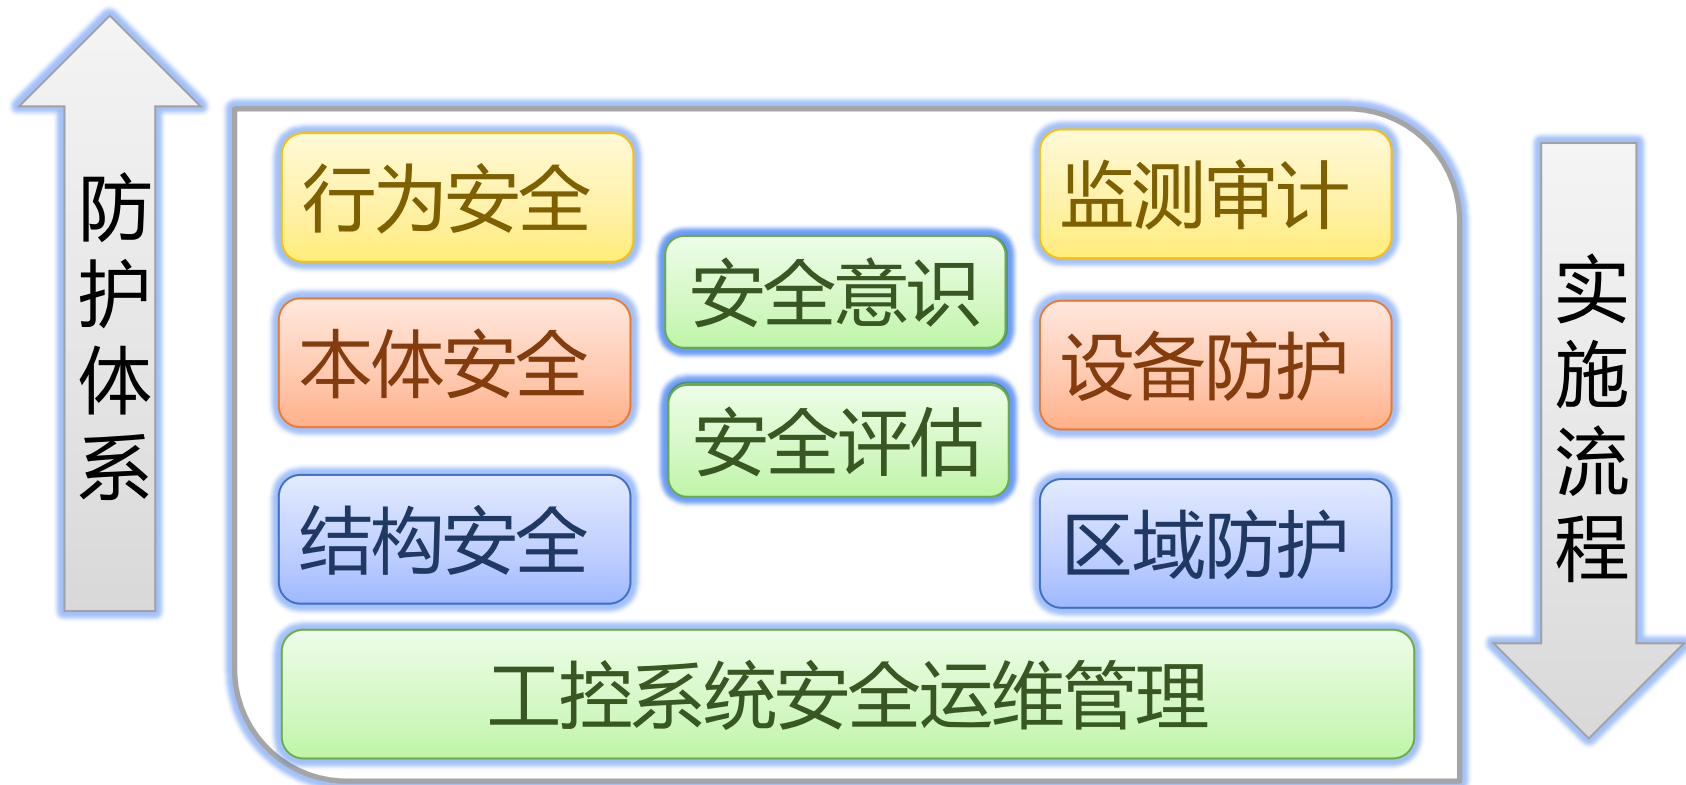 防护体系
行为安全
监测审计
安全意识
本体安全
设备防护
安全评估
结构安全
区域防护
工控系统安全运维管理
实施流程